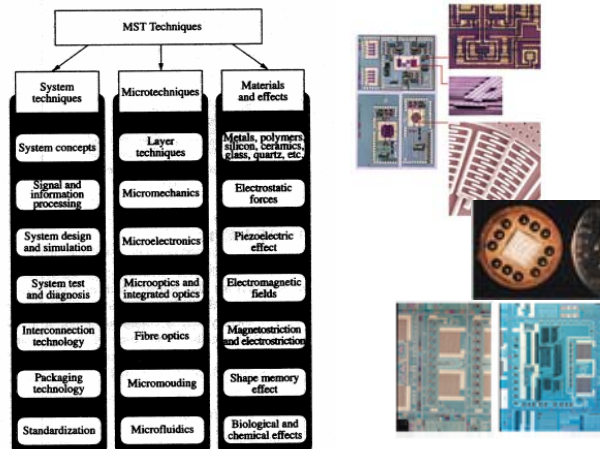 MST Techniques
System
techniques
Microtechniques
Materials
and effects
System concepts
Layer
techniques
Metals, polymers,
silicon, ceramics,
glass, quartz, etc.
Signal and
information
processing
Micromechanics
Electrostatic
forces
System design
and simulation
Microelectronics
Piezoelectric
effect
System test
and diagnosis
Microoptics and
integrated optics
Electromagnetic
fields
Interconnection
technology
Fibre optics
Magnetostriction
and electrostriction
Packaging
technology
Micromouding
Shape memory
effect
Standardization
Microfluidics
Biological and
chemical effects